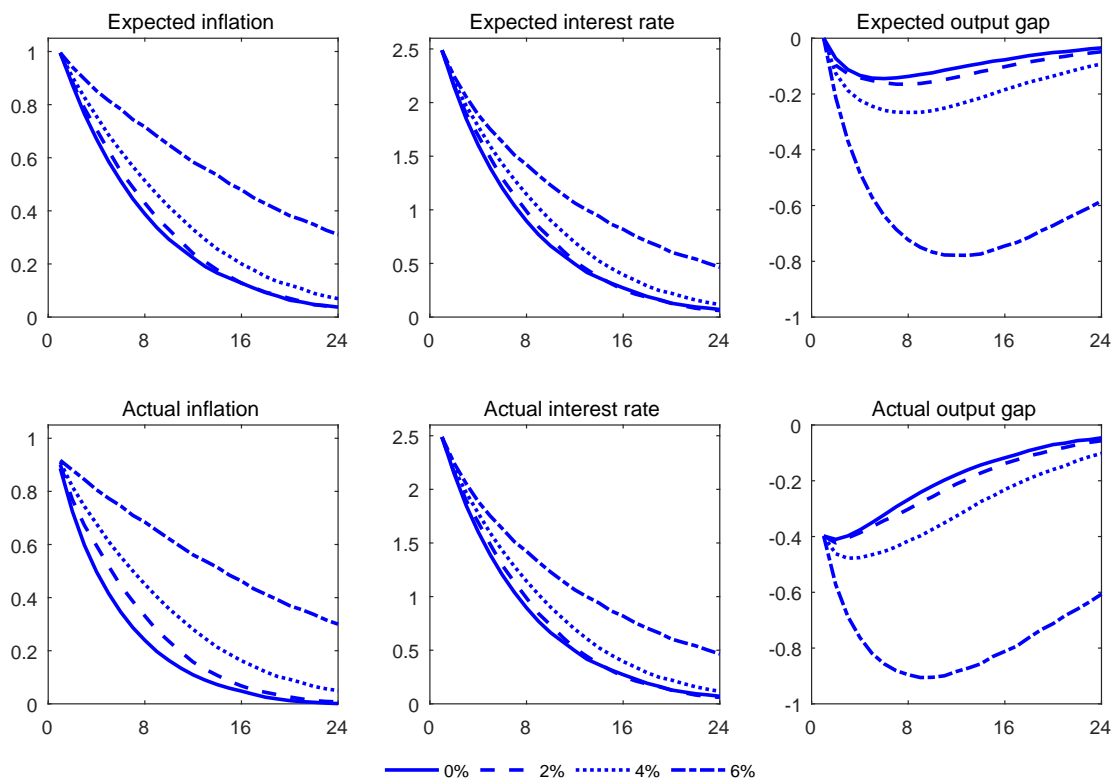 Expected inflation
1
0.8
0.6
0.4
0.2
0
0 8 16 24
Expected interest rate
2.5
2
1.5
1
0.5
0
0 8 16 24
Expected output gap
0
-0.2
-0.4
-0.6
-0.8
-1
0 8 16 24
Actual inflation
1
0.8
0.6
0.4
0.2
0
0 8 16 24
Actual interest rate
2.5
2
1.5
1
0.5
0
0 8 16 24
Actual output gap
0
-0.2
-0.4
-0.6
-0.8
-1
0 8 16 24
0% 2% 4% 6%